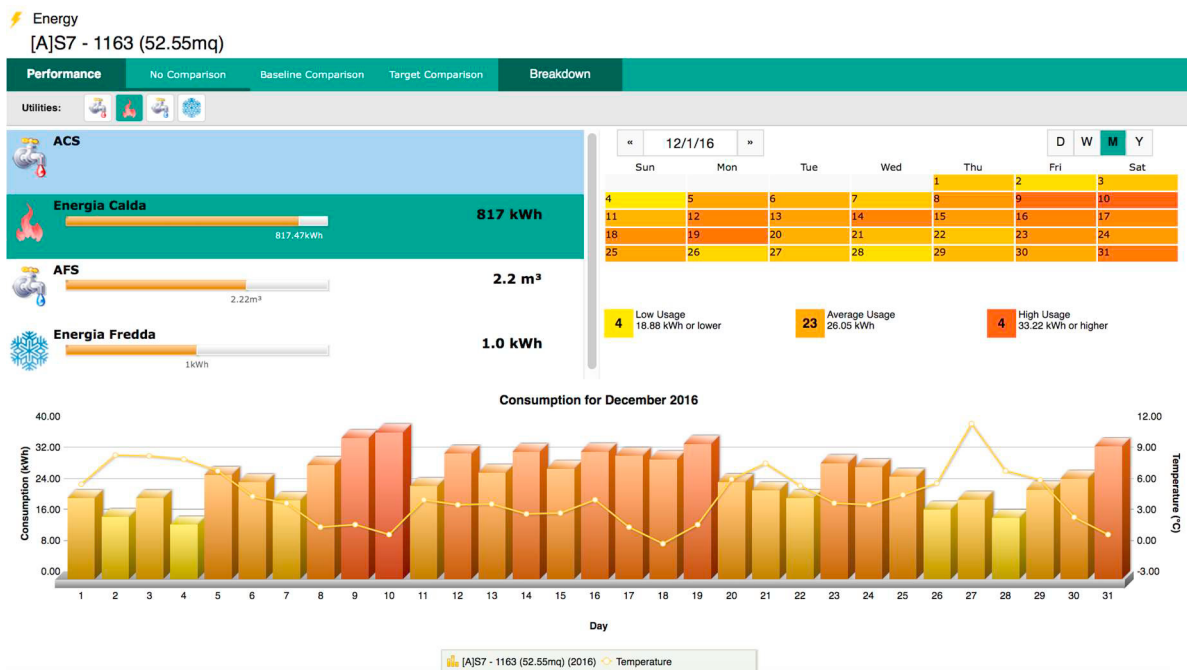 Energy
[A]S7 - 1163 (52.55mq)
Performance No Comparison Baseline Comparison Target Comparison Breakdown
Utilities:
ACS
Energia Calda
817 kWh
817.47kWh
AFS
2.2 m³
2.22m³
Energia Fredda
1.0 kWh
1kWh
« 12/1/16 » D W M Y
Sun Mon Tue Wed Thu Fri Sat
1 2 3
4 5 6 7 8 9 10
11 12 13 14 15 16 17
18 19 20 21 22 23 24
25 26 27 28 29 30 31
4 Low Usage
18.88 kWh or lower
23 Average Usage
26.05 kWh
4 High Usage
33.22 kWh or higher
Consumption for December 2016
Consumption (kWh)
40.00
32.00
24.00
16.00
8.00
0.00
12.00
9.00
6.00
3.00
0.00
-3.00
Temperature (°C)
1 2 3 4 5 6 7 8 9 10 11 12 13 14 15 16 17 18 19 20 21 22 23 24 25 26 27 28 29 30 31
Day
[A]S7 - 1163 (52.55mq) (2016) Temperature